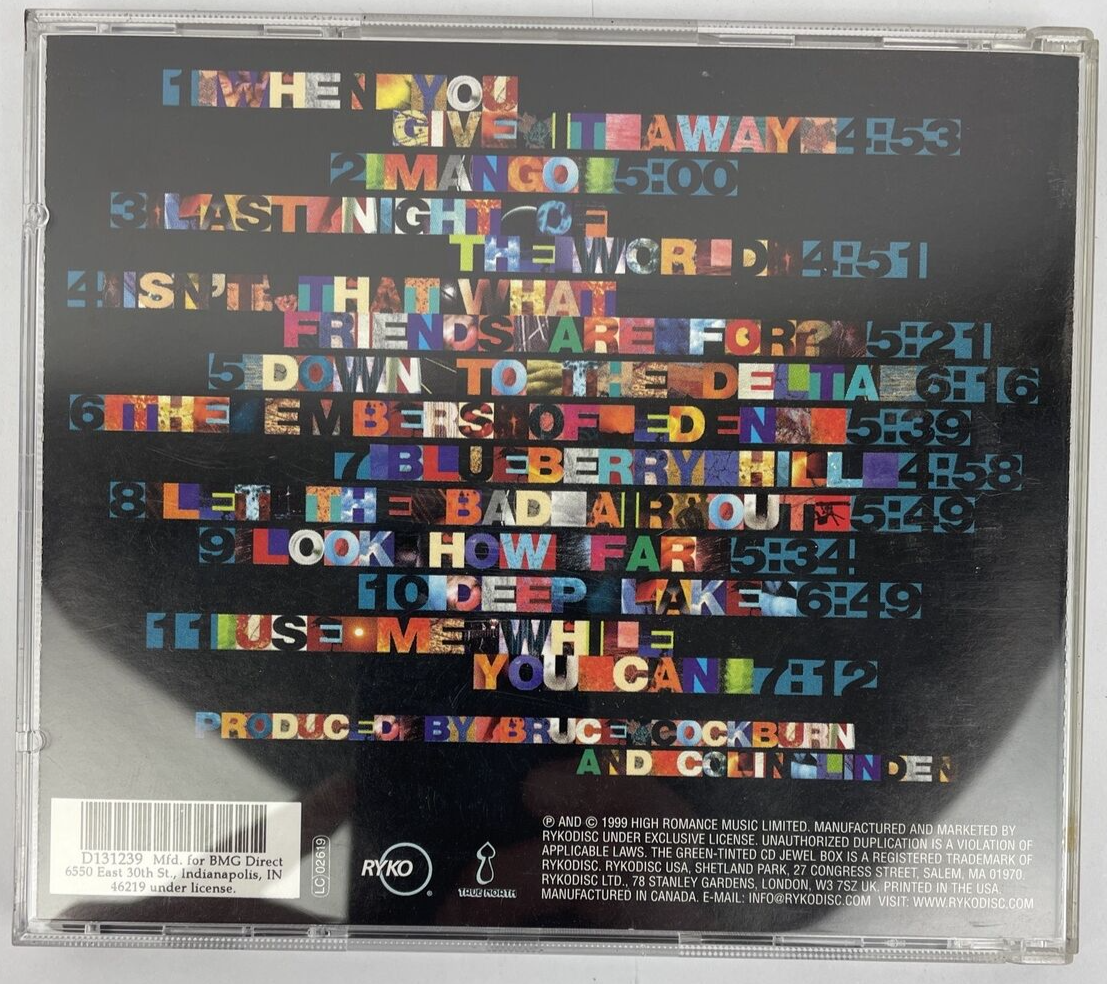 1 WHEN YOU
GIVE IT AWAY 4:53
2 MANGO 5:00
3 LAST NIGHT OF
THE WORLD 4:51
4 ISN'T THAT WHAT
FRIENDS ARE FOR? 5:21
5 DOWN TO THE DELTA 6:16
6 THE EMBERS OF EDEN 5:39
7 BLUEBERRY HILL 4:58
8 LET THE BAD AIR OUT 5:49
9 LOOK HOW FAR 5:34
10 DEEP LAKE 6:49
11 USE ME WHILE
YOU CAN 7:12
PRODUCED BY BRUCE COCKBURN
AND COLIN LINDEN
D131239 Mfd. for BMG Direct
6550 East 30th St., Indianapolis, IN
46219 under license.
LC 02619
RYKO
TRUE NORTH
℗ AND © 1999 HIGH ROMANCE MUSIC LIMITED. MANUFACTURED AND MARKETED BY
RYKODISC UNDER EXCLUSIVE LICENSE. UNAUTHORIZED DUPLICATION IS A VIOLATION OF
APPLICABLE LAWS. THE GREEN-TINTED CD JEWEL BOX IS A REGISTERED TRADEMARK OF
RYKODISC. RYKODISC USA, SHETLAND PARK, 27 CONGRESS STREET, SALEM, MA 01970.
RYKODISC LTD., 78 STANLEY GARDENS, LONDON, W3 7SZ UK. PRINTED IN THE USA.
MANUFACTURED IN CANADA. E-MAIL: INFO@RYKODISC.COM VISIT: WWW.RYKODISC.COM